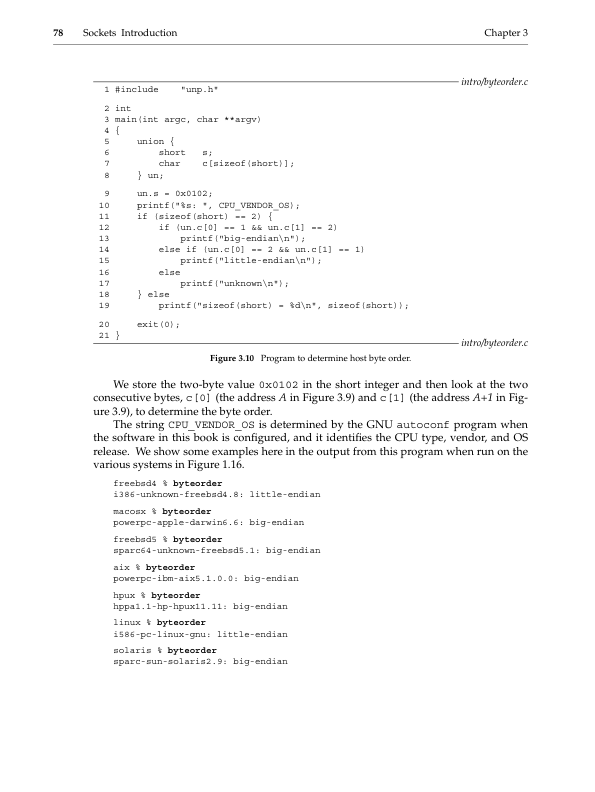 78 Sockets Introduction Chapter 3
intro/byteorder.c
1 #include "unp.h"
2 int
3 main(int argc, char **argv)
4 {
5 union {
6 short s;
7 char c[sizeof(short)];
8 } un;
9 un.s = 0x0102;
10 printf("%s: ", CPU_VENDOR_OS);
11 if (sizeof(short) == 2) {
12 if (un.c[0] == 1 && un.c[1] == 2)
13 printf("big-endian\n");
14 else if (un.c[0] == 2 && un.c[1] == 1)
15 printf("little-endian\n");
16 else
17 printf("unknown\n");
18 } else
19 printf("sizeof(short) = %d\n", sizeof(short));
20 exit(0);
21 }
intro/byteorder.c
Figure 3.10 Program to determine host byte order.
We store the two-byte value 0x0102 in the short integer and then look at the two
consecutive bytes, c[0] (the address A in Figure 3.9) and c[1] (the address A+1 in Fig-
ure 3.9), to determine the byte order.
The string CPU_VENDOR_OS is determined by the GNU autoconf program when
the software in this book is configured, and it identifies the CPU type, vendor, and OS
release. We show some examples here in the output from this program when run on the
various systems in Figure 1.16.
freebsd4 % byteorder
i386-unknown-freebsd4.8: little-endian
macosx % byteorder
powerpc-apple-darwin6.6: big-endian
freebsd5 % byteorder
sparc64-unknown-freebsd5.1: big-endian
aix % byteorder
powerpc-ibm-aix5.1.0.0: big-endian
hpux % byteorder
hppa1.1-hp-hpux11.11: big-endian
linux % byteorder
i586-pc-linux-gnu: little-endian
solaris % byteorder
sparc-sun-solaris2.9: big-endian